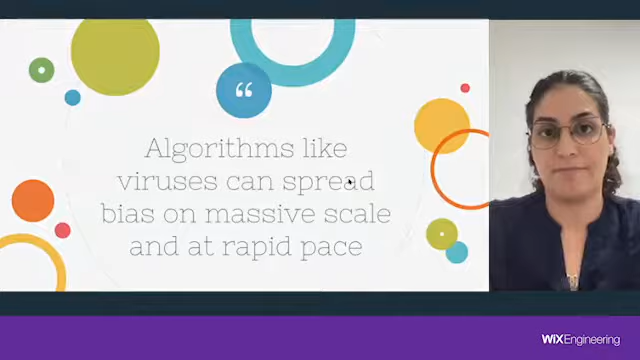 “
Algorithms like
viruses can spread
bias on massive scale
and at rapid pace
WIXEngineering